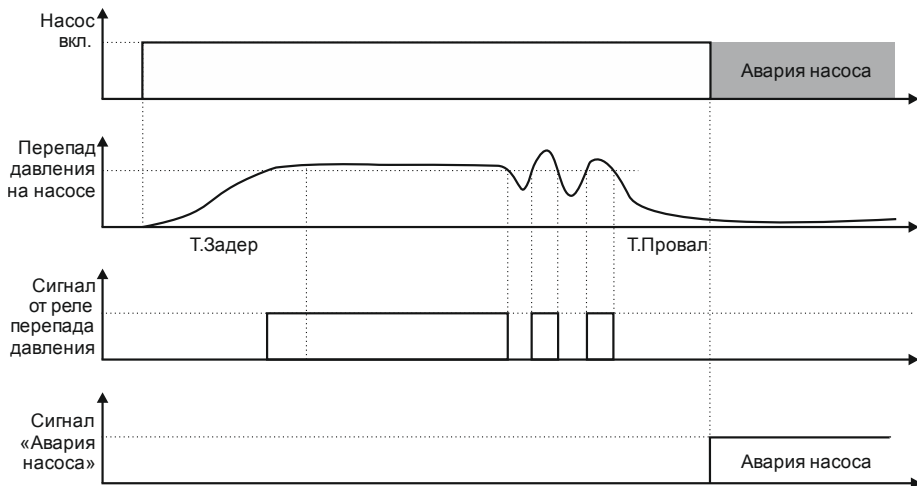 Насос
вкл.
Авария насоса
Перепад
давления
на насосе
Т.Задер
Т.Провал
Сигнал
от реле
перепада
давления
Сигнал
«Авария
насоса»
Авария насоса